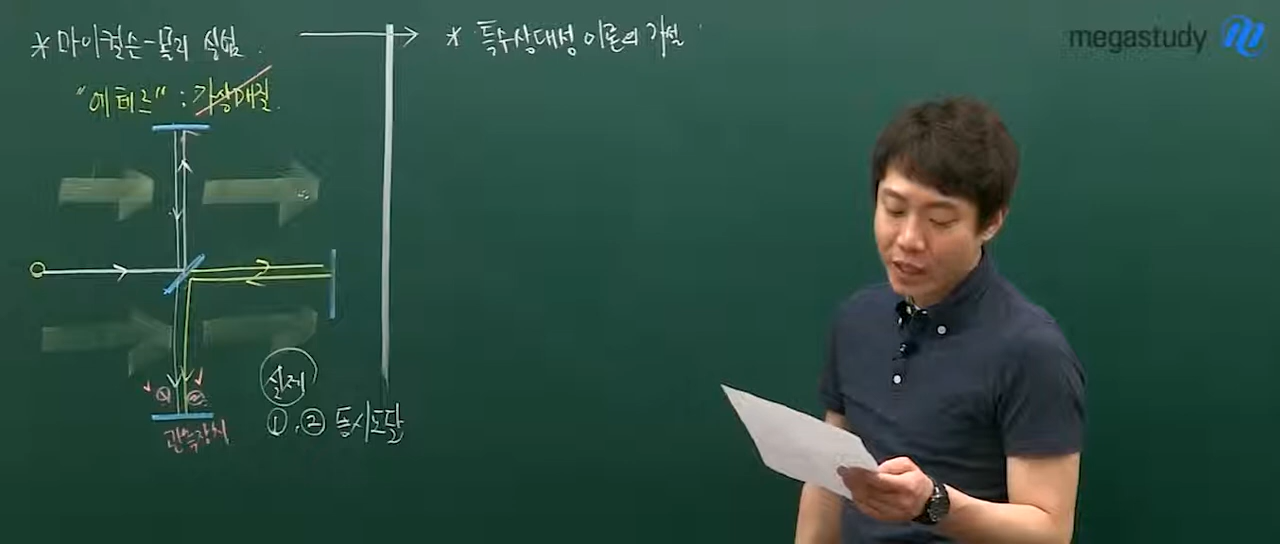 * 마이컬슨-몰리 실험.
* 특수상대성 이론의 가설
megastudy
"에테르" : 가상매질.
① ②
관측장치
실제
①, ② 동시도달